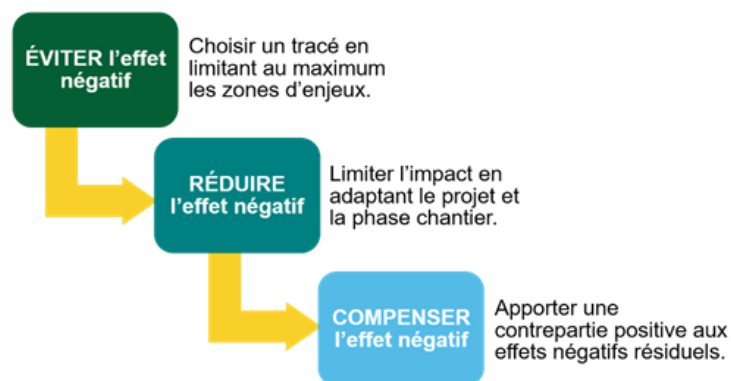 ÉVITER l’effet
négatif
Choisir un tracé en
limitant au maximum
les zones d’enjeux.
RÉDUIRE
l’effet négatif
Limiter l’impact en
adaptant le projet et
la phase chantier.
COMPENSER
l’effet négatif
Apporter une
contrepartie positive aux
effets négatifs résiduels.